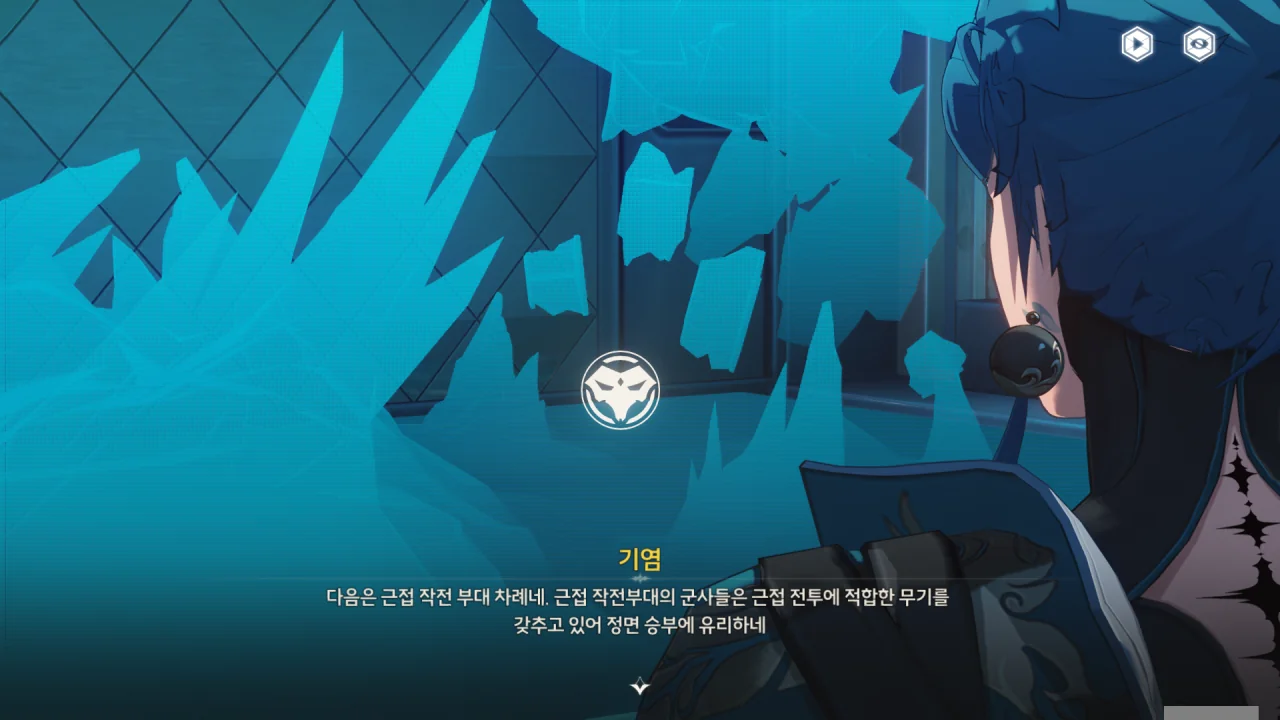 기염
다음은 근접 작전 부대 차례네. 근접 작전부대의 군사들은 근접 전투에 적합한 무기를
갖추고 있어 정면 승부에 유리하네